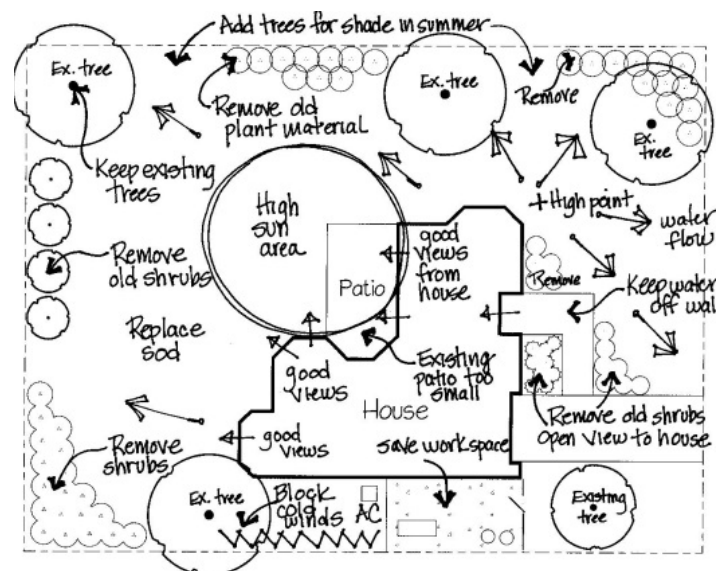 Add trees for shade in summer
Ex. tree
Remove old
plant material
Ex. tree
Remove
Ex.
tree
Keep existing
trees
High
sun
area
+ High point
water
flow
good
views
from
house
Patio
Remove
Keep water
off wal
Remove
old shrubs
Replace
sod
good
views
Existing
patio too
small
House
Remove old shrubs
Open view to house
Remove
shrubs
good
views
save workspace
Ex. tree
Block
cold
winds
AC
Existing
tree